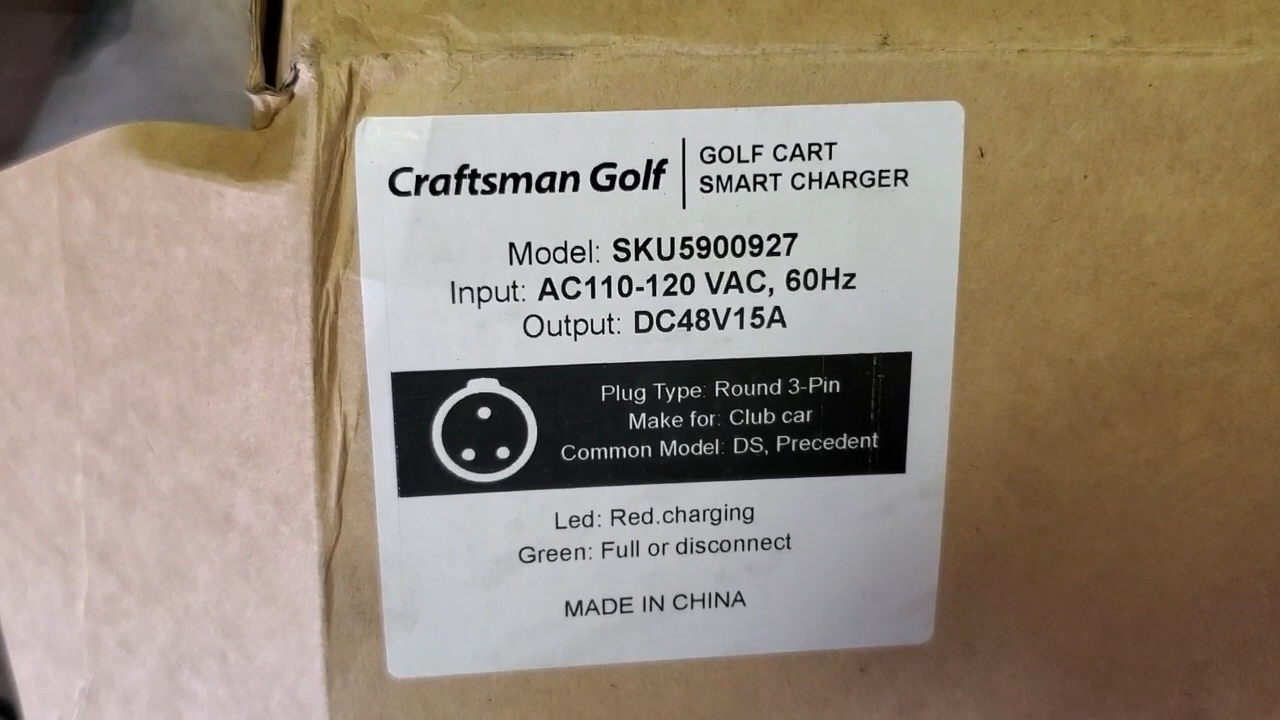 Craftsman Golf
GOLF CART
SMART CHARGER
Model: SKU5900927
Input: AC110-120 VAC, 60Hz
Output: DC48V15A
Plug Type: Round 3-Pin
Make for: Club car
Common Model: DS, Precedent
Led: Red.charging
Green: Full or disconnect
MADE IN CHINA